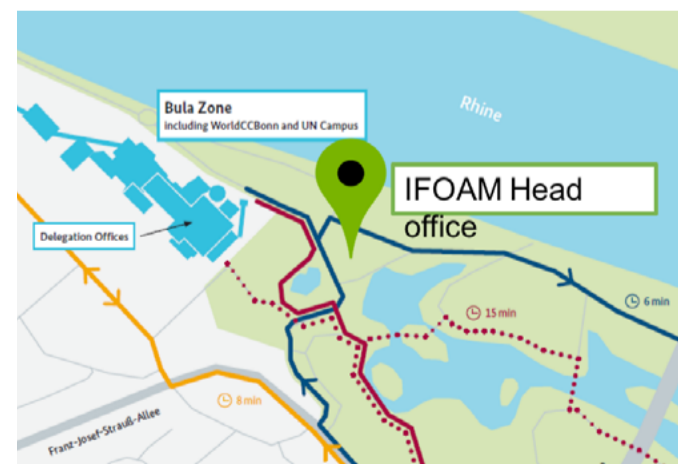 Rhine
Bula Zone
including WorldCCBonn and UN Campus
IFOAM Head
office
Delegation Offices
6 min
15 min
8 min
Franz-Josef-Strauß-Allee